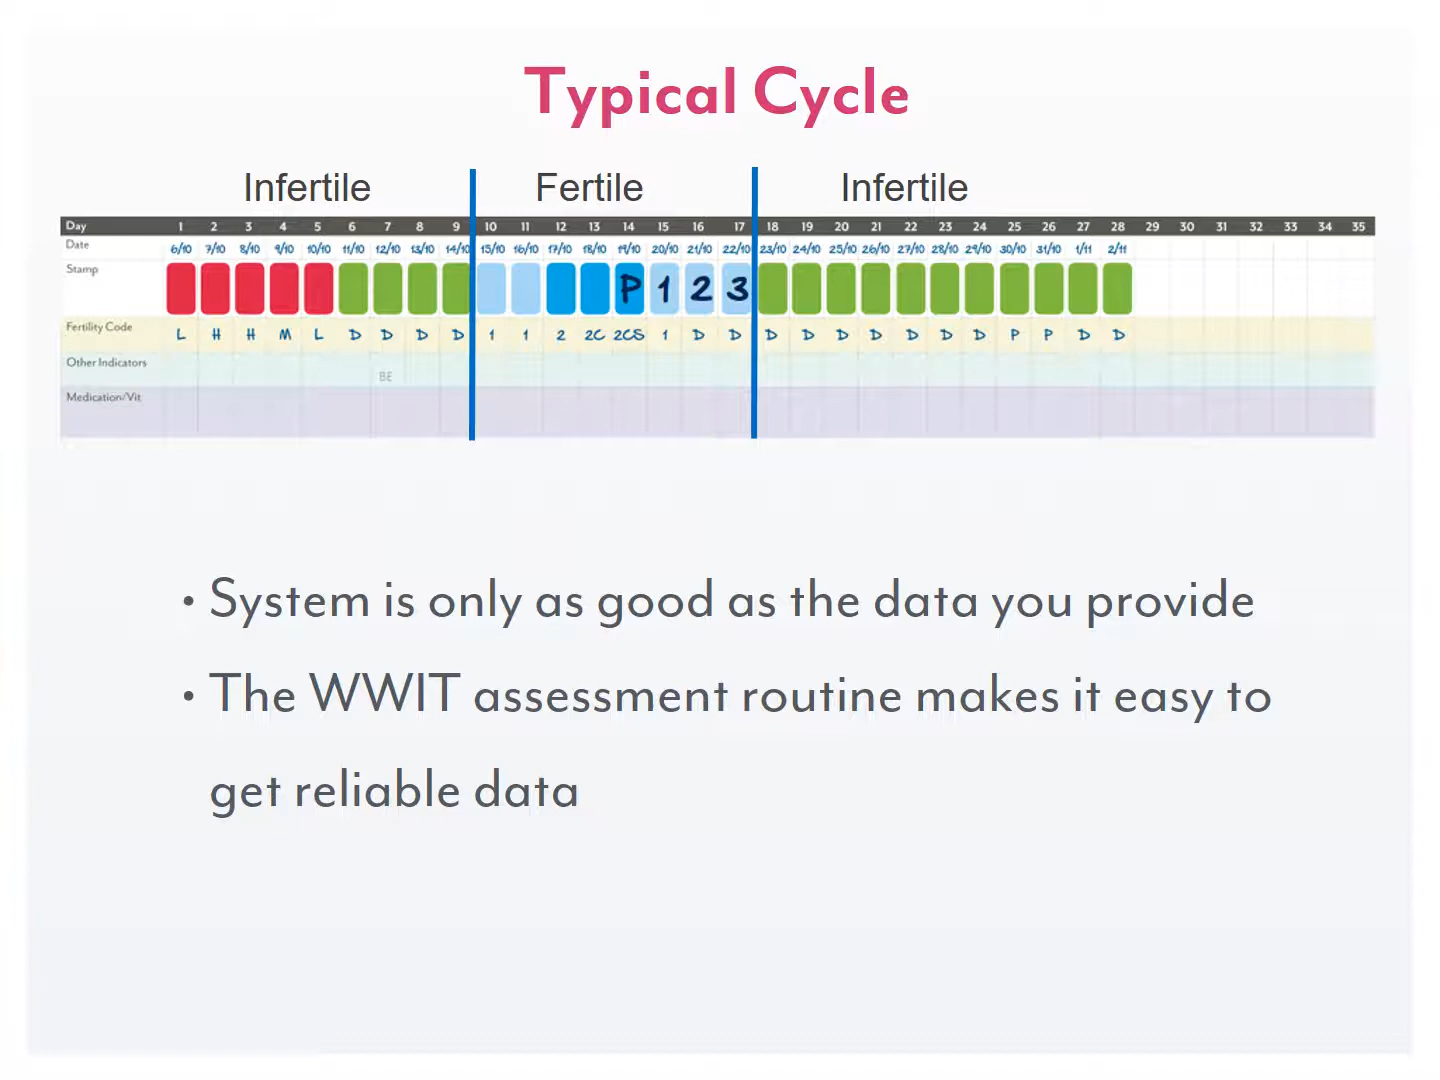 Typical Cycle
Infertile Fertile Infertile
Day 1 2 3 4 5 6 7 8 9 10 11 12 13 14 15 16 17 18 19 20 21 22 23 24 25 26 27 28 29 30 31 32 33 34 35
Date 6/10 7/10 8/10 9/10 10/10 11/10 12/10 13/10 14/10 15/10 16/10 17/10 18/10 19/10 20/10 21/10 22/10 23/10 24/10 25/10 26/10 27/10 28/10 29/10 30/10 31/10 1/11 2/11
Stamp P 1 2 3
Fertility Code L H H M L D D D D 1 1 2 2C 2CS 1 D D D D D D D D D P P D D
Other Indicators
BE
Medication/Vit
• System is only as good as the data you provide
• The WWIT assessment routine makes it easy to
get reliable data